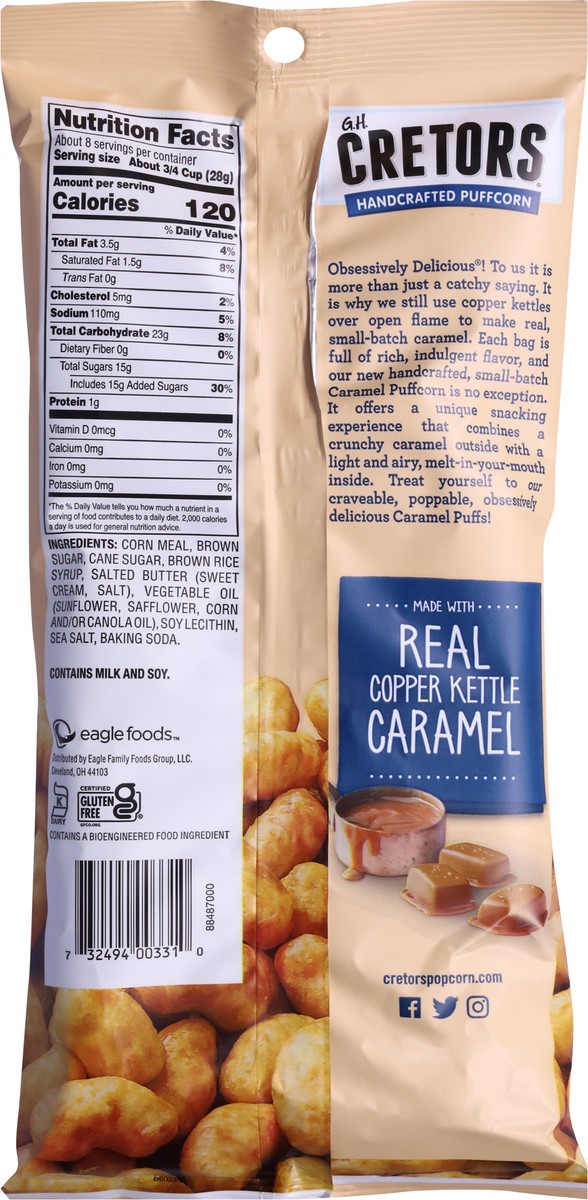 Nutrition Facts
About 8 servings per container
Serving size About 3/4 Cup (28g)
Amount per serving
Calories 120
% Daily Value*
Total Fat 3.5g 4%
Saturated Fat 1.5g 8%
Trans Fat 0g
Cholesterol 5mg 2%
Sodium 110mg 5%
Total Carbohydrate 23g 8%
Dietary Fiber 0g 0%
Total Sugars 15g
Includes 15g Added Sugars 30%
Protein 1g
Vitamin D 0mcg 0%
Calcium 0mg 0%
Iron 0mg 0%
Potassium 0mg 0%
*The % Daily Value tells you how much a nutrient in a
serving of food contributes to a daily diet. 2,000 calories
a day is used for general nutrition advice.
INGREDIENTS: CORN MEAL, BROWN
SUGAR, CANE SUGAR, BROWN RICE
SYRUP, SALTED BUTTER (SWEET
CREAM, SALT), VEGETABLE OIL
(SUNFLOWER, SAFFLOWER, CORN
AND/OR CANOLA OIL), SOY LECITHIN,
SEA SALT, BAKING SODA.
CONTAINS MILK AND SOY.
eagle foods™
Distributed by Eagle Family Foods Group, LLC.
Cleveland, OH 44103
K
DAIRY
CERTIFIED
GLUTEN
FREE
GFCO.ORG
®
CONTAINS A BIOENGINEERED FOOD INGREDIENT
88487000
7 32494 00331 0
G.H.
CRETORS®
HANDCRAFTED PUFFCORN
Obsessively Delicious®! To us it is
more than just a catchy saying. It
is why we still use copper kettles
over open flame to make real,
small-batch caramel. Each bag is
full of rich, indulgent flavor, and
our new handcrafted, small-batch
Caramel Puffcorn is no exception.
It offers a unique snacking
experience that combines a
crunchy caramel outside with a
light and airy, melt-in-your-mouth
inside. Treat yourself to our
craveable, poppable, obsessively
delicious Caramel Puffs!
MADE WITH
REAL
COPPER KETTLE
CARAMEL
cretorspopcorn.com